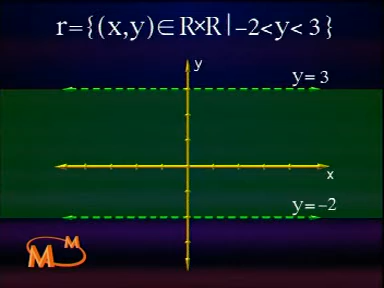 r={(x,y)∈R×R|-2<y<3}
y
y=3
x
y=-2
M M